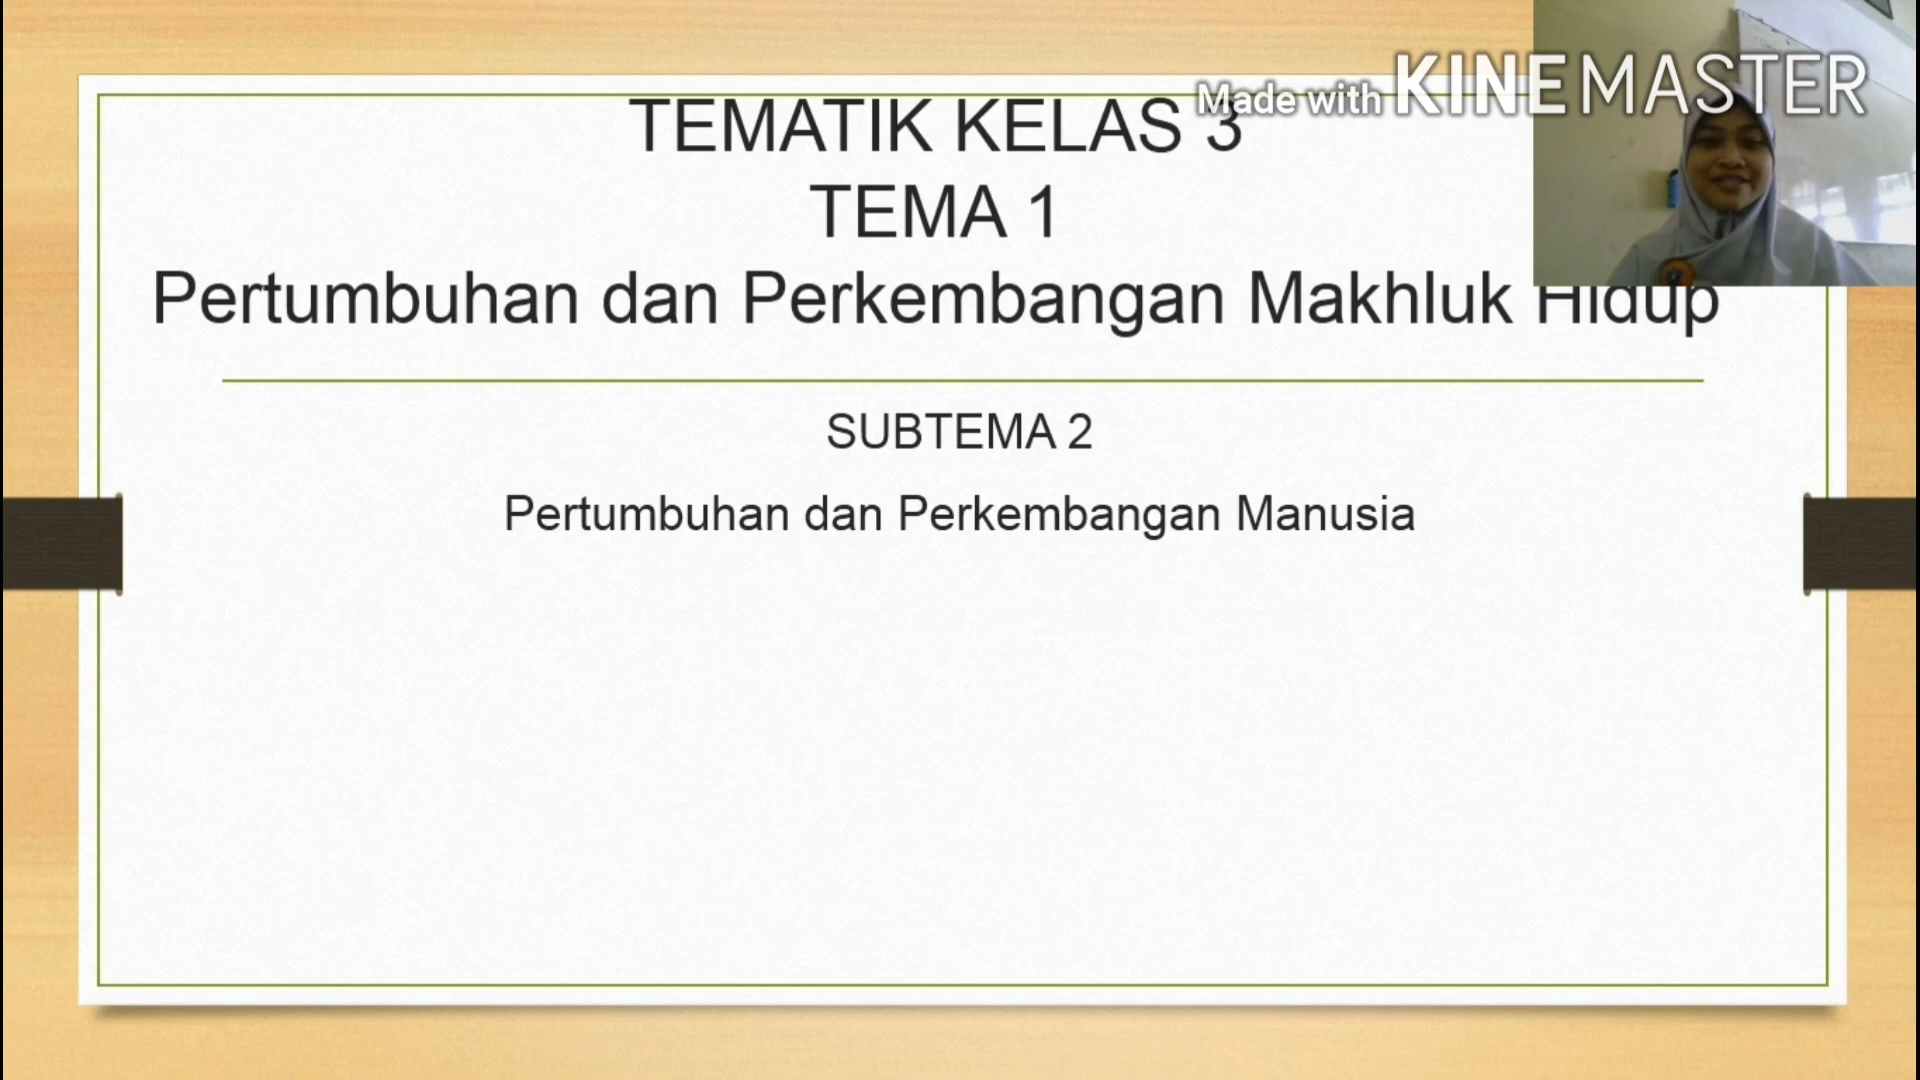 Made with KINEMASTER
TEMATIK KELAS 3
TEMA 1
Pertumbuhan dan Perkembangan Makhluk Hidup
SUBTEMA 2
Pertumbuhan dan Perkembangan Manusia